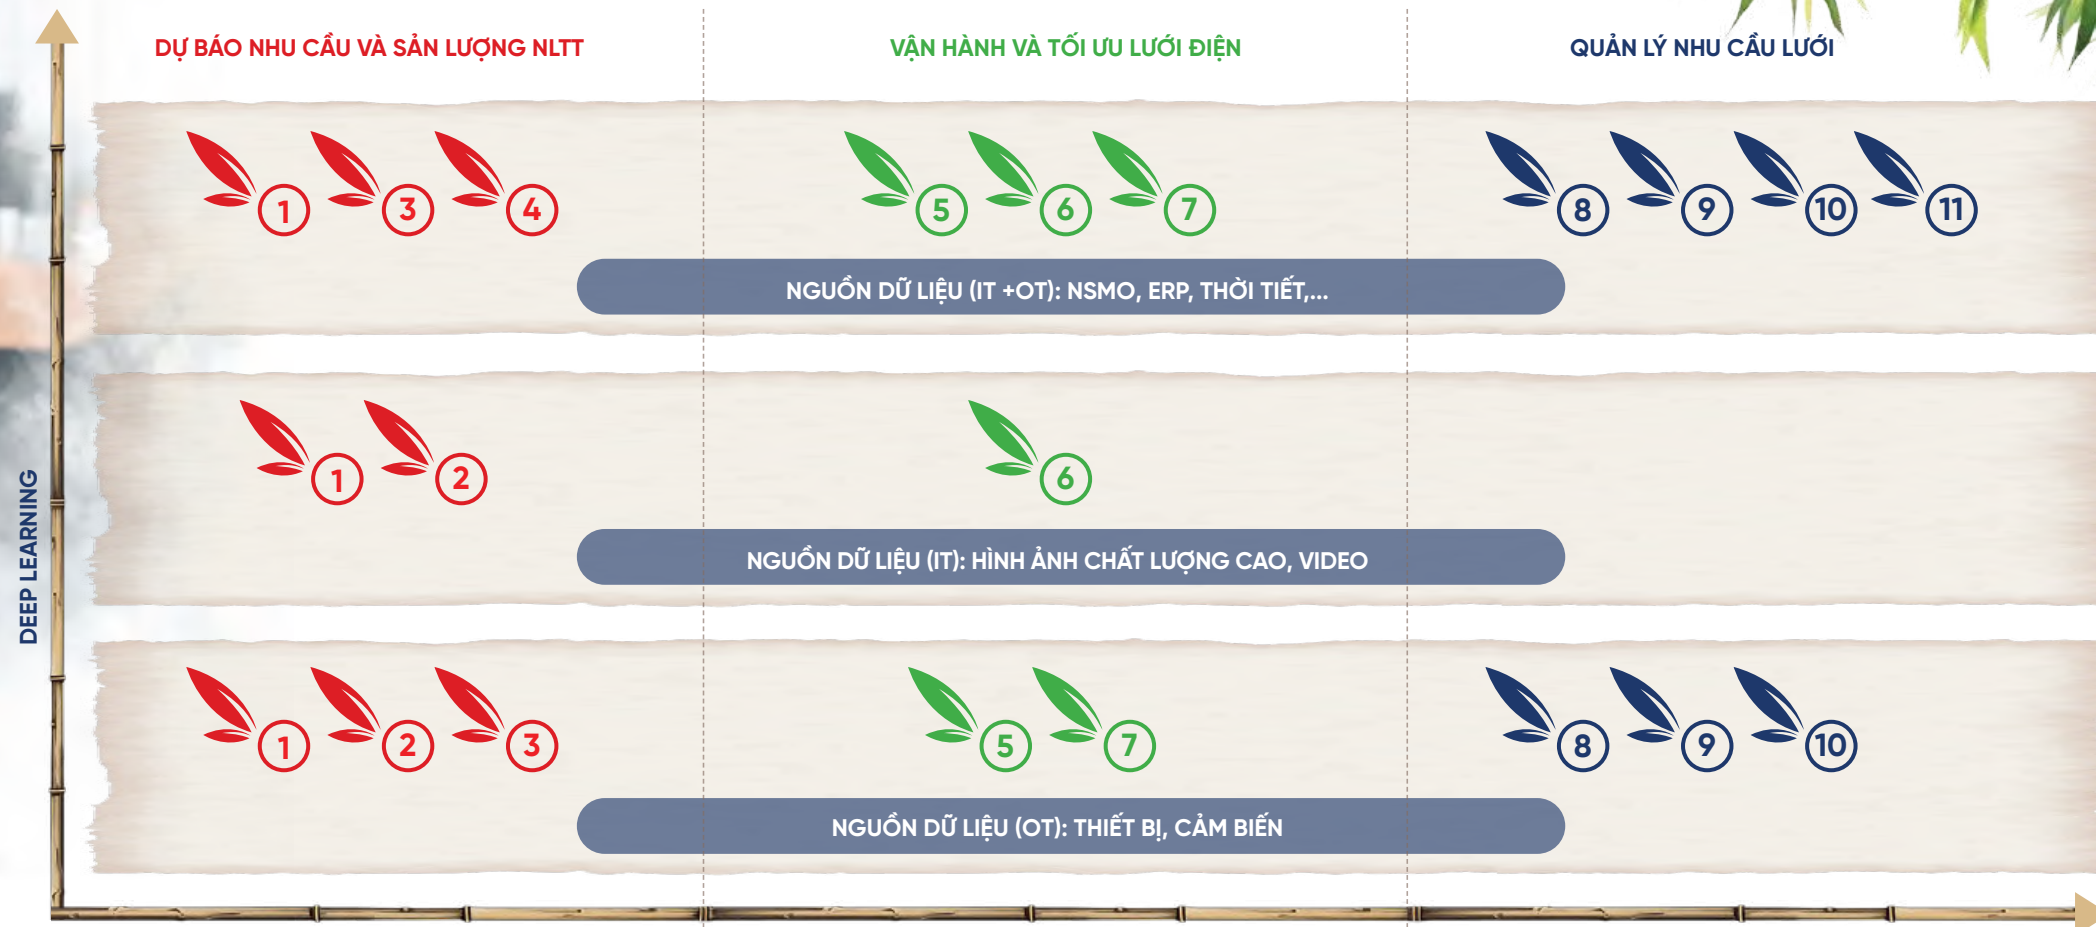 DỰ BÁO NHU CẦU VÀ SẢN LƯỢNG NLTT
VẬN HÀNH VÀ TỐI ƯU LƯỚI ĐIỆN
QUẢN LÝ NHU CẦU LƯỚI
1 3 4
5 6 7
8 9 10 11
NGUỒN DỮ LIỆU (IT +OT): NSMO, ERP, THỜI TIẾT,...
1 2
6
NGUỒN DỮ LIỆU (IT): HÌNH ẢNH CHẤT LƯỢNG CAO, VIDEO
DEEP LEARNING
1 2 3
5 7
8 9 10
NGUỒN DỮ LIỆU (OT): THIẾT BỊ, CẢM BIẾN